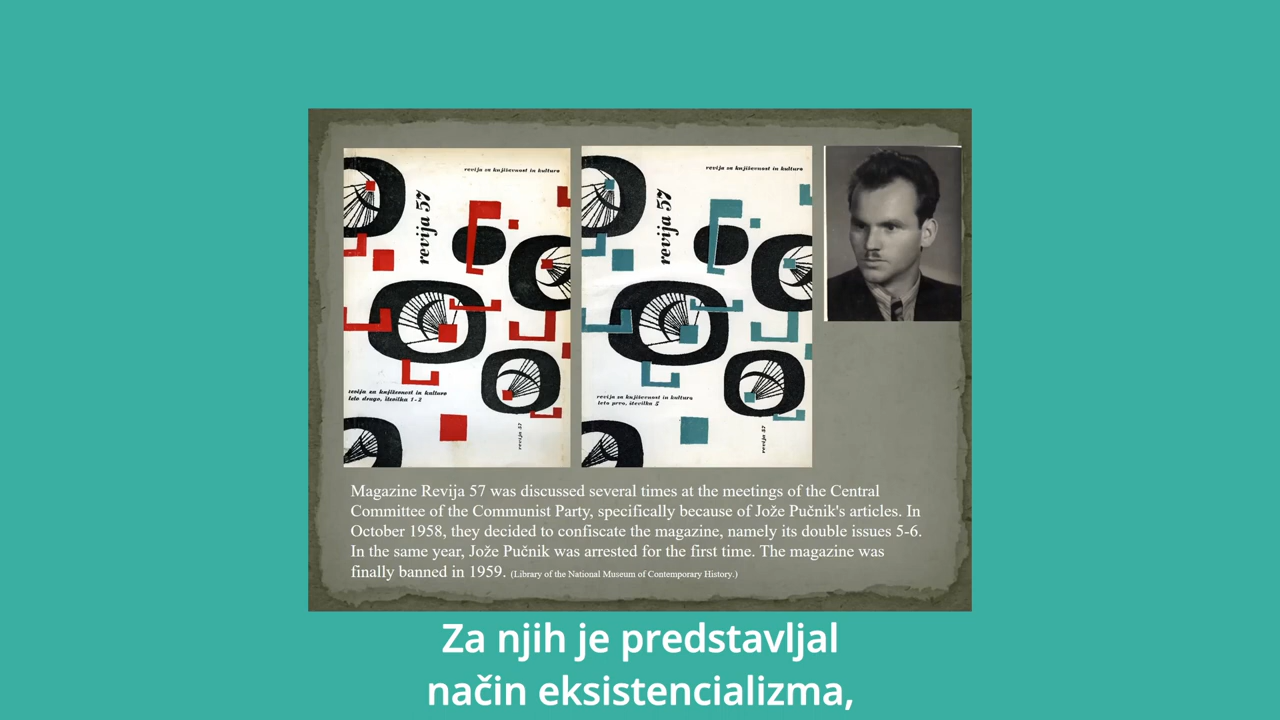 revija za književnost in kulturo
revija 57
revija za književnost in kulturo
leto drugo, številka 1-2
revija 57
revija za književnost in kulturo
revija 57
revija za književnost in kulturo
leto prvo, številka 5
revija 57
Magazine Revija 57 was discussed several times at the meetings of the Central
Committee of the Communist Party, specifically because of Jože Pučnik's articles. In
October 1958, they decided to confiscate the magazine, namely its double issues 5-6.
In the same year, Jože Pučnik was arrested for the first time. The magazine was
finally banned in 1959. (Library of the National Museum of Contemporary History.)
Za njih je predstavljal
način eksistencializma,